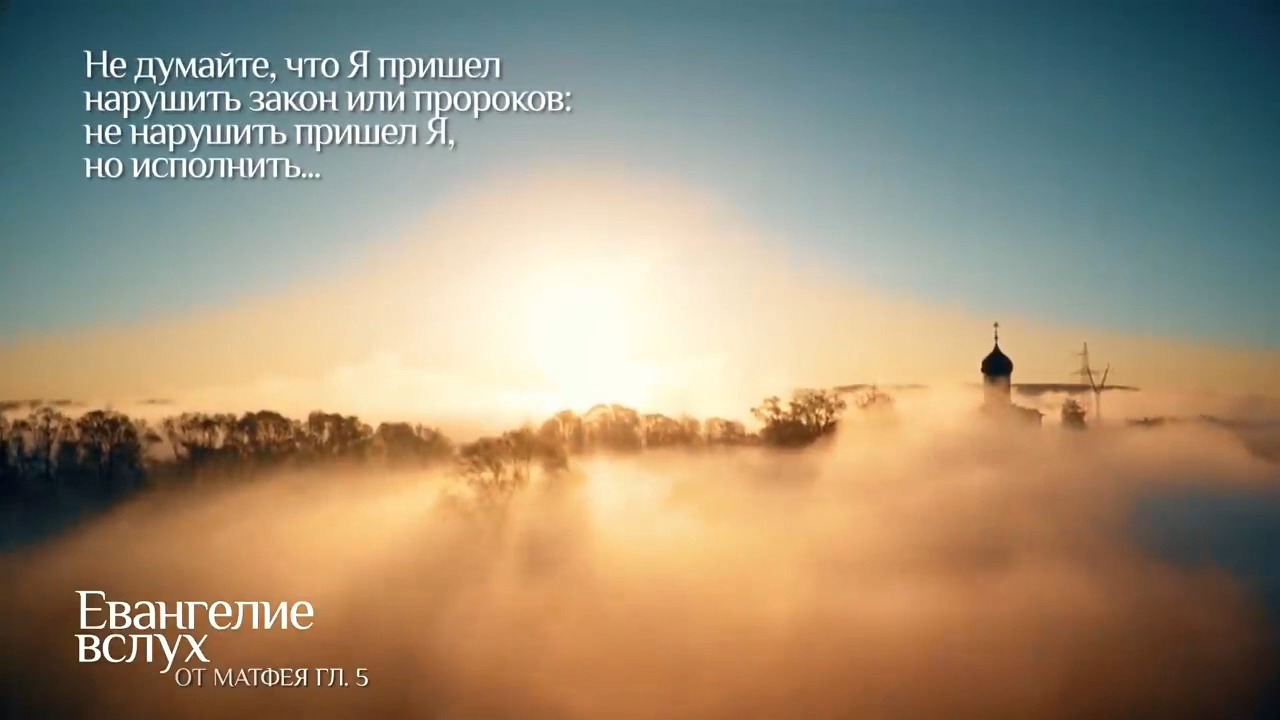 Не думайте, что Я пришел
нарушить закон или пророков:
не нарушить пришел Я,
но исполнить...
Евангелие
вслух
ОТ МАТФЕЯ ГЛ. 5